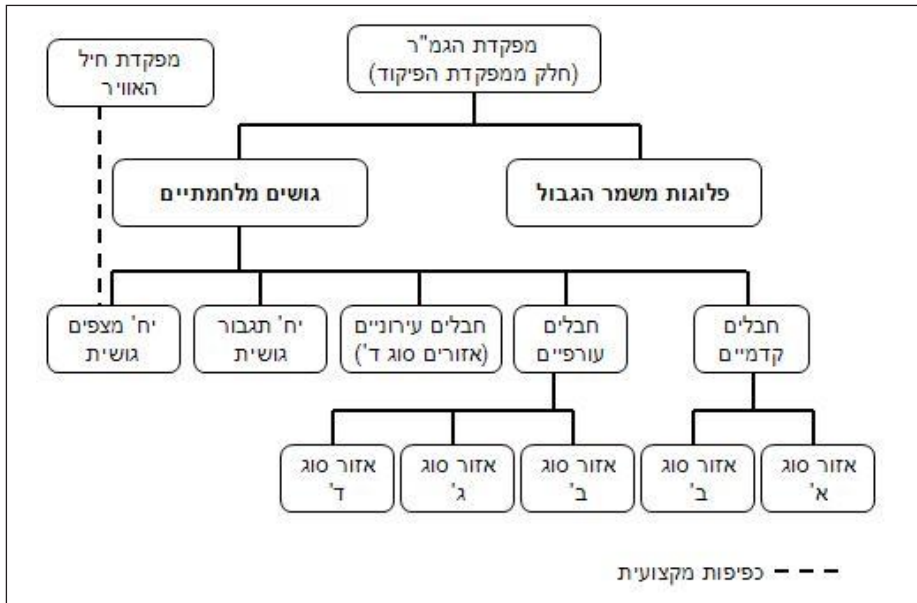 מפקדת הגמ"ר
(חלק ממפקדת הפיקוד)
מפקדת חיל
האוויר
פלוגות משמר הגבול
גושים מלחמתיים
חבלים
קדמיים
חבלים
עורפיים
חבלים עירוניים
(אזורים סוג ד')
יח' תגבור
גושית
יח' מצפים
גושית
אזור סוג
א'
אזור סוג
ב'
אזור סוג
ב'
אזור סוג
ג'
אזור סוג
ד'
כפיפות מקצועית